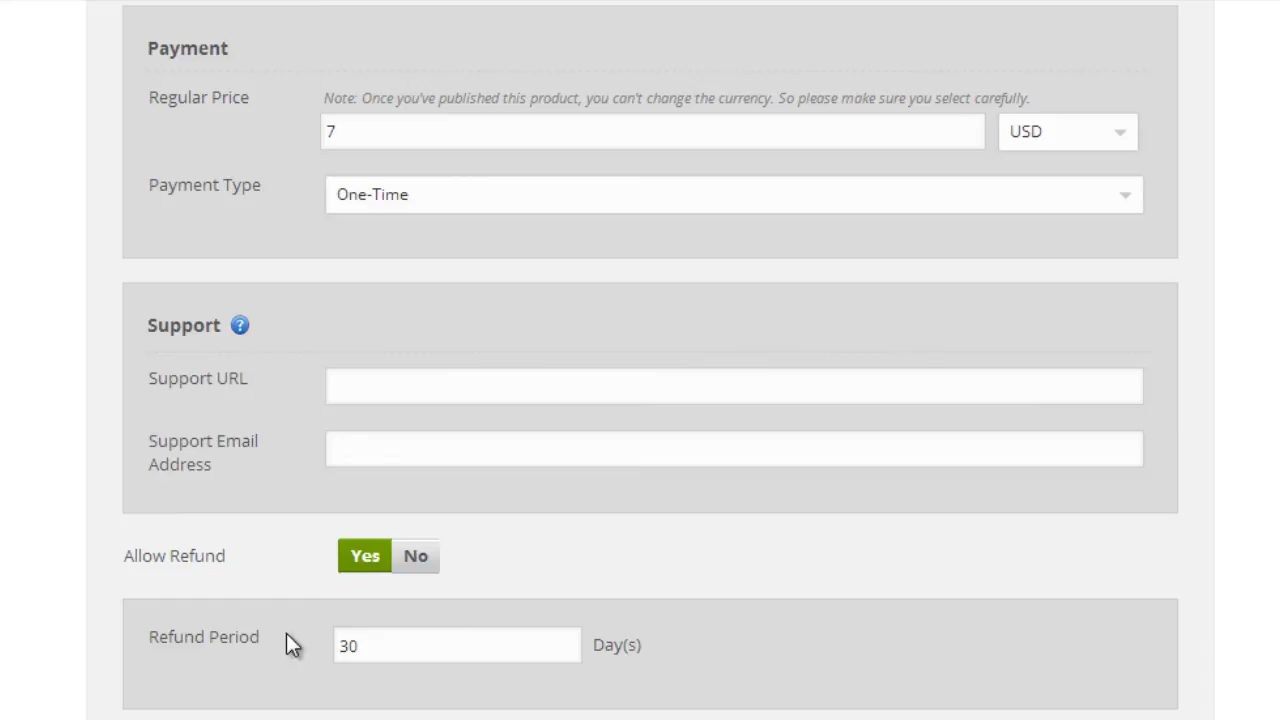 Payment
Regular Price
Note: Once you've published this product, you can't change the currency. So please make sure you select carefully.
7
USD
Payment Type
One-Time
Support ?
Support URL
Support Email
Address
Allow Refund
Yes No
Refund Period
30
Day(s)